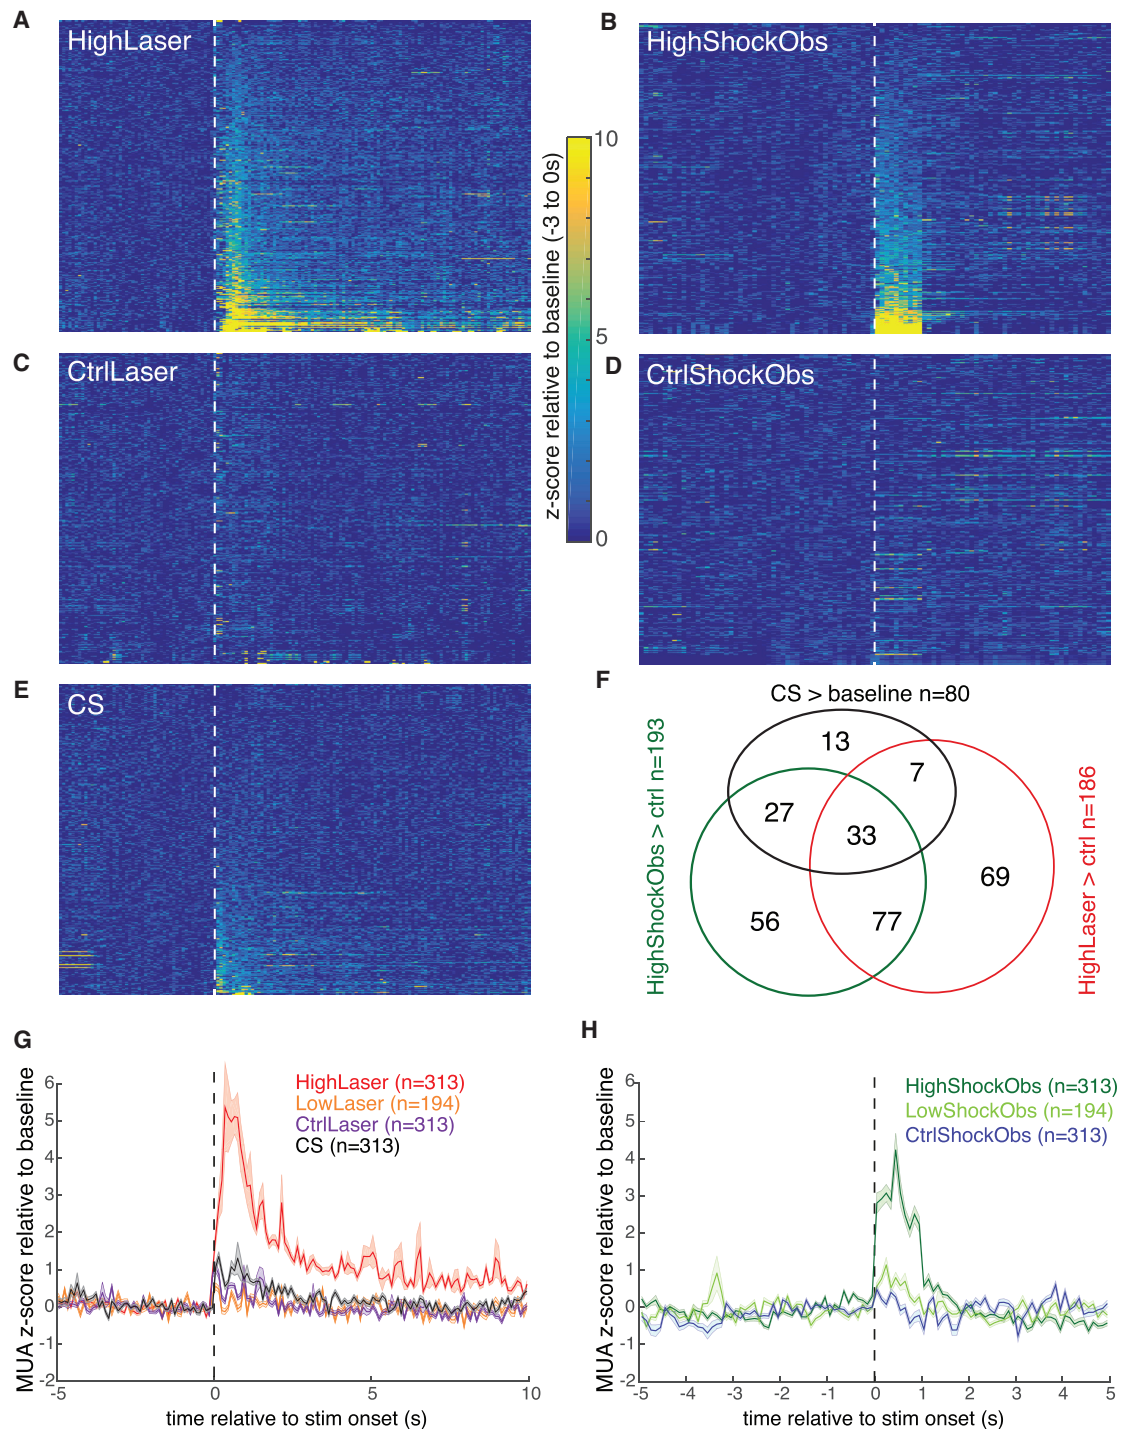 A
HighLaser
B
HighShockObs
z-score relative to baseline (-3 to 0s)
10
5
0
C
CtrlLaser
D
CtrlShockObs
E
CS
F
CS > baseline n=80
HighShockObs > ctrl n=193
HighLaser > ctrl n=186
13
7
27
33
69
56
77
G
MUA z-score relative to baseline
6
5
4
3
2
1
0
-1
-2
HighLaser (n=313)
LowLaser (n=194)
CtrlLaser (n=313)
CS (n=313)
-5 0 5 10
time relative to stim onset (s)
H
MUA z-score relative to baseline
6
5
4
3
2
1
0
-1
-2
HighShockObs (n=313)
LowShockObs (n=194)
CtrlShockObs (n=313)
-5 -4 -3 -2 -1 0 1 2 3 4 5
time relative to stim onset (s)